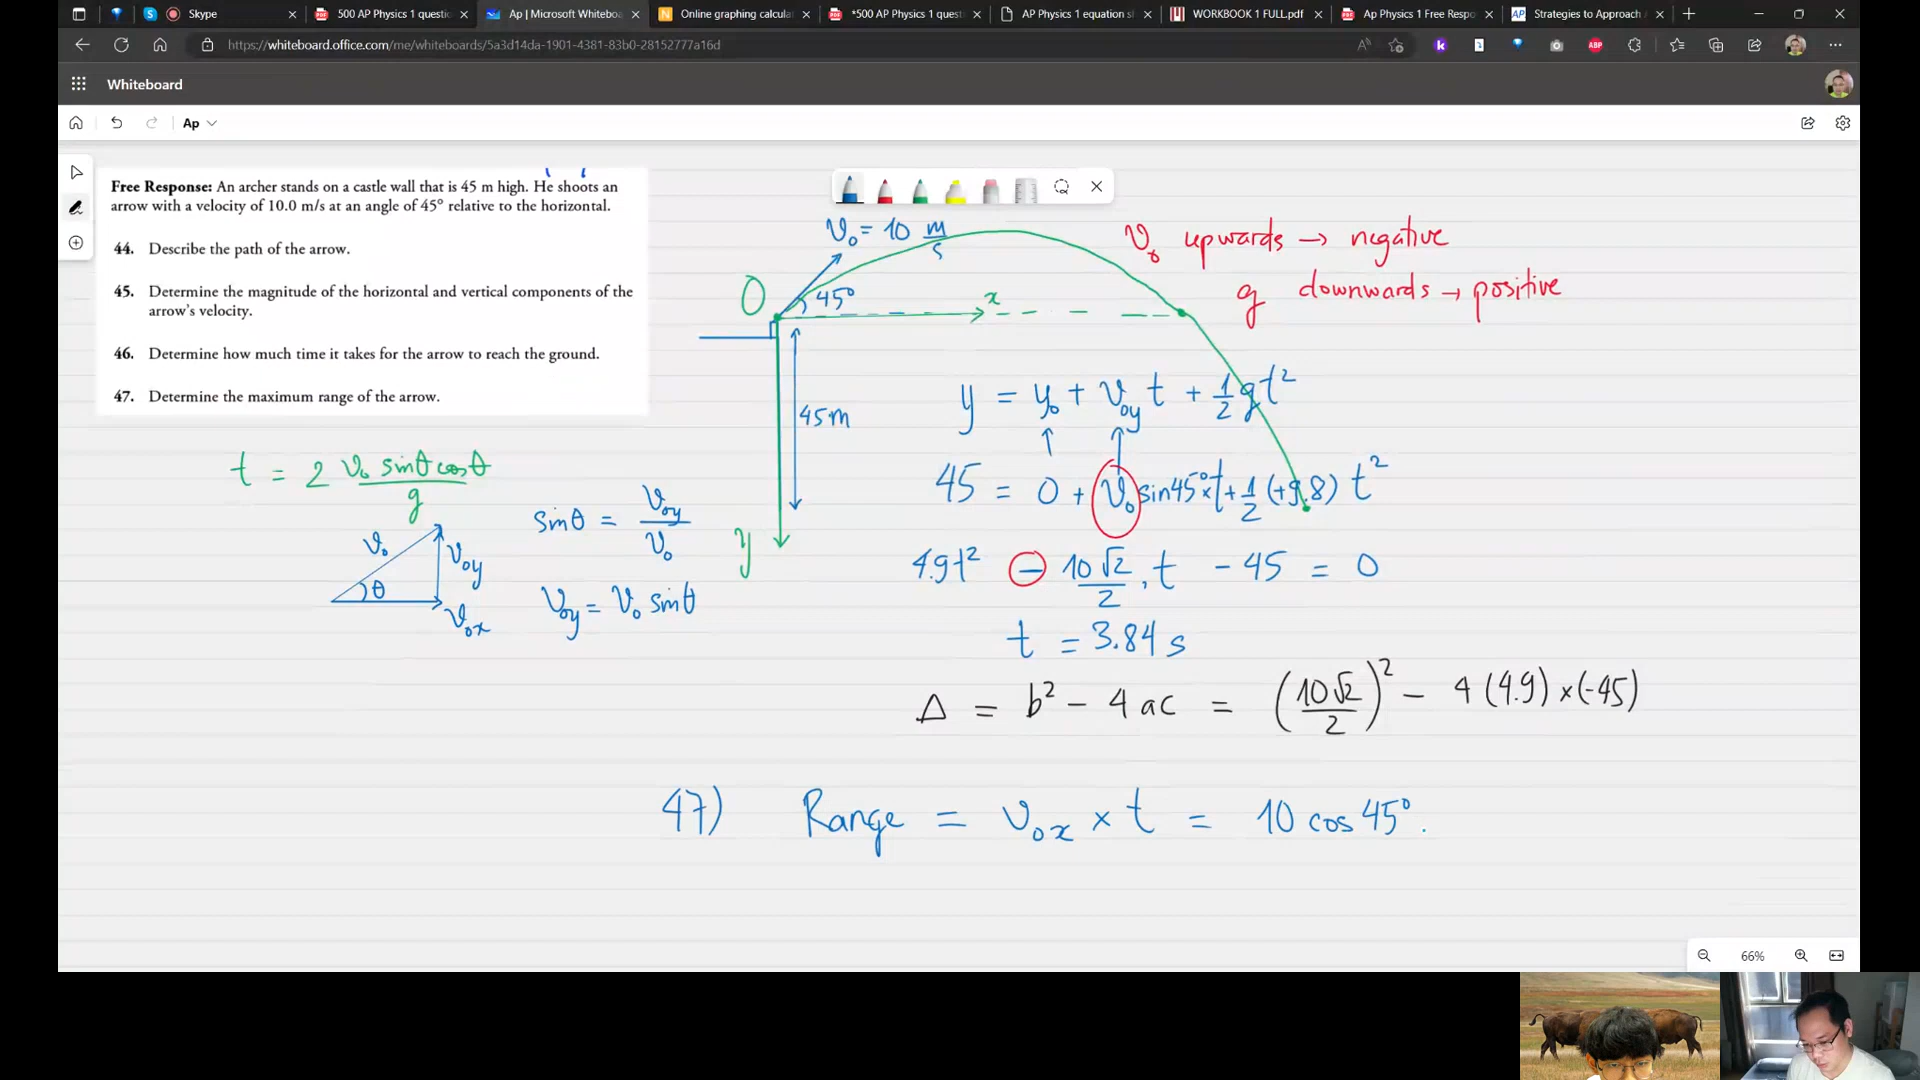 Skype
500 AP Physics 1 questi
Ap | Microsoft Whiteboa
Online graphing calcula
*500 AP Physics 1 quest
AP Physics 1 equation s
WORKBOOK 1 FULL.pdf
Ap Physics 1 Free Respo
Strategies to Approach
https://whiteboard.office.com/me/whiteboards/5a3d14da-1901-4381-83b0-28152777a16d
Whiteboard
Ap
Free Response: An archer stands on a castle wall that is 45 m high. He shoots an
arrow with a velocity of 10.0 m/s at an angle of 45° relative to the horizontal.
44. Describe the path of the arrow.
45. Determine the magnitude of the horizontal and vertical components of the
arrow's velocity.
46. Determine how much time it takes for the arrow to reach the ground.
47. Determine the maximum range of the arrow.
v₀ = 10 m/s
v₀ upwards → negative
g downwards → positive
O
45°
x
45m
y
y = y₀ + v₀y t + 1/2 gt²
45 = 0 + v₀ sin45° × t + 1/2 (+9.8) t²
4.9t² − 10√2/2 . t − 45 = 0
t = 3.84 s
Δ = b² − 4ac = (10√2/2)² − 4 (4.9) × (-45)
t = 2 v₀ sinθ cosθ / g
v₀
θ
v₀y
v₀x
sinθ = v₀y / v₀
v₀y = v₀ sinθ
47) Range = v₀x × t = 10 cos 45° .
66%